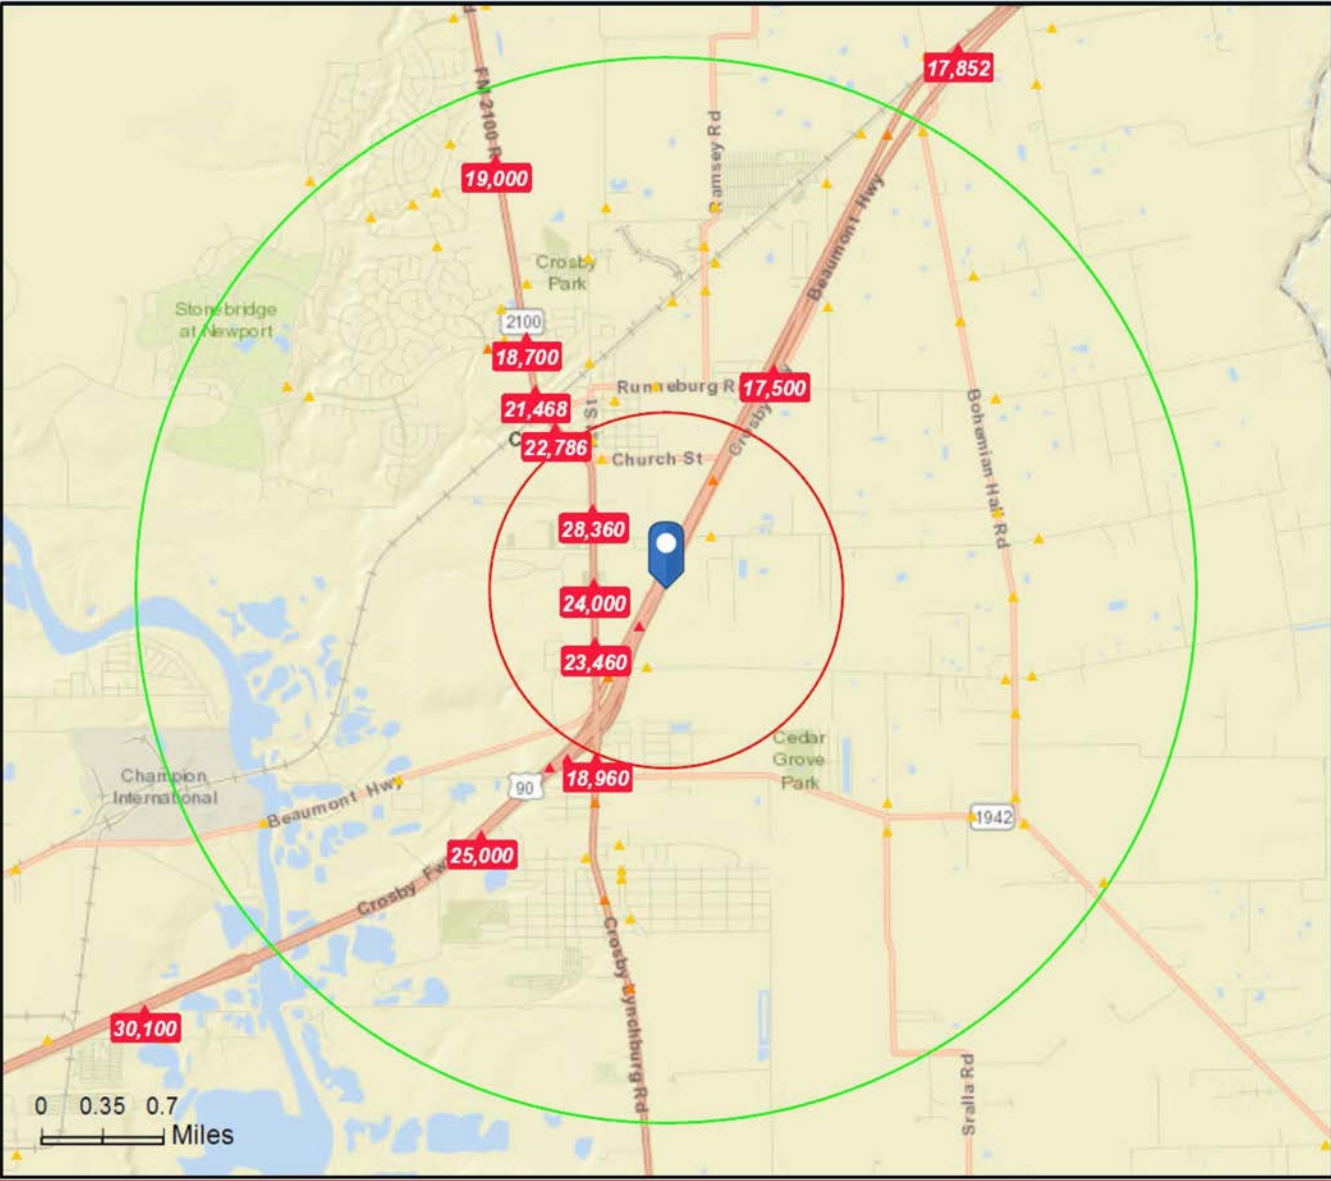 17,852
FM 2100 R
Ramsey Rd
19,000
Beaumont Hwy
Crosby
Park
Stonebridge
at Newport
2100
18,700
Runneburg R
17,500
21,468
22,786
Church St
Crosby
Bohemian Hall Rd
28,360
24,000
23,460
Cedar
Grove
Park
Champion
International
90
18,960
Beaumont Hwy
1942
25,000
Crosby Fw
Crosby Lynchburg Rd
30,100
Sralla Rd
0 0.35 0.7
Miles